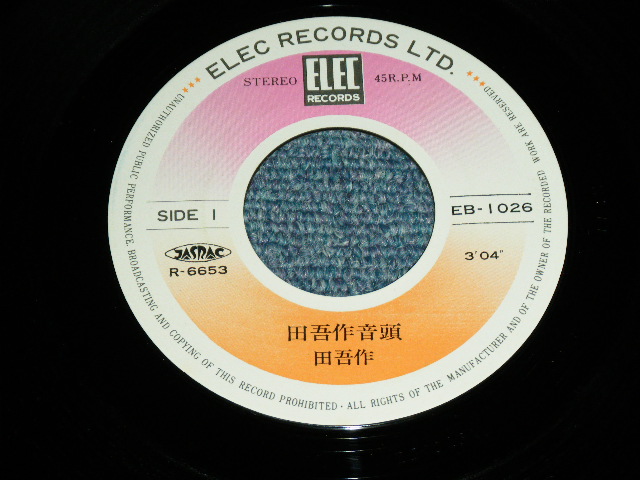 ELEC RECORDS LTD.
STEREO
ELEC
RECORDS
45R.P.M
SIDE 1
EB-1026
JASRAC
R-6653
3'04"
田吾作音頭
田吾作
UNAUTHORIZED PUBLIC PERFORMANCE, BROADCASTING AND COPYING OF THIS RECORD PROHIBITED · ALL RIGHTS OF THE MANUFACTURER AND OF THE OWNER OF THE RECORDED WORK ARE RESERVED